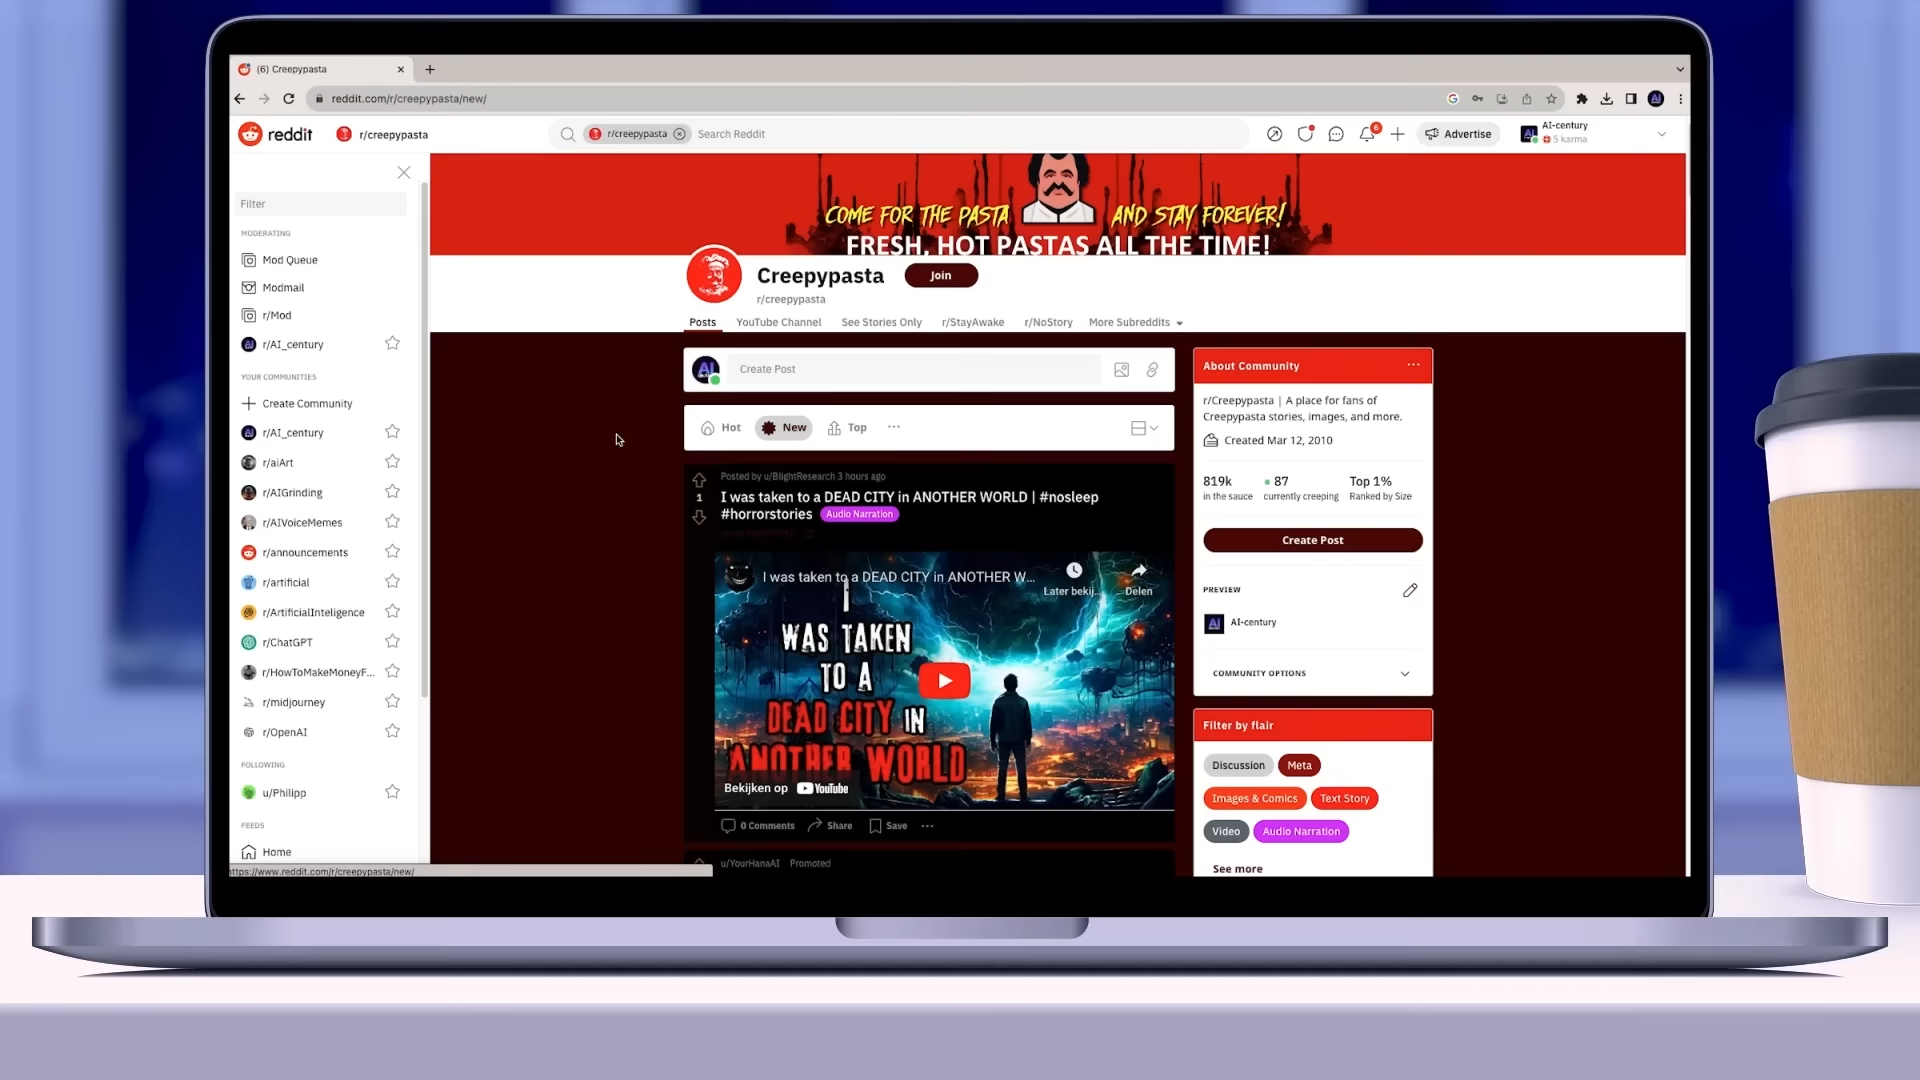 (6) Creepypasta
reddit.com/r/creepypasta/new/
reddit
r/creepypasta
r/creepypasta
Search Reddit
6
Advertise
AI-century
5 karma
Filter
MODERATING
Mod Queue
Modmail
r/Mod
r/AI_century
YOUR COMMUNITIES
Create Community
r/AI_century
r/aiArt
r/AIGrinding
r/AIVoiceMemes
r/announcements
r/artificial
r/ArtificialInteligence
r/ChatGPT
r/HowToMakeMoneyF...
r/midjourney
r/OpenAI
FOLLOWING
u/Philipp
FEEDS
Home
https://www.reddit.com/r/creepypasta/new/
COME FOR THE PASTA AND STAY FOREVER!
FRESH, HOT PASTAS ALL THE TIME!
Creepypasta
Join
r/creepypasta
Posts
YouTube Channel
See Stories Only
r/StayAwake
r/NoStory
More Subreddits
AI
Create Post
Hot
New
Top
Posted by u/BlightResearch 3 hours ago
1
I was taken to a DEAD CITY in ANOTHER WORLD | #nosleep
#horrorstories
Audio Narration
I was taken to a DEAD CITY in ANOTHER W...
Later bekij...
Delen
I
WAS TAKEN
TO A
DEAD CITY IN
ANOTHER WORLD
Bekijken op YouTube
0 Comments
Share
Save
u/YourHanaAI Promoted
About Community
r/Creepypasta | A place for fans of
Creepypasta stories, images, and more.
Created Mar 12, 2010
819k
in the sauce
87
currently creeping
Top 1%
Ranked by Size
Create Post
PREVIEW
AI
AI-century
COMMUNITY OPTIONS
Filter by flair
Discussion
Meta
Images & Comics
Text Story
Video
Audio Narration
See more